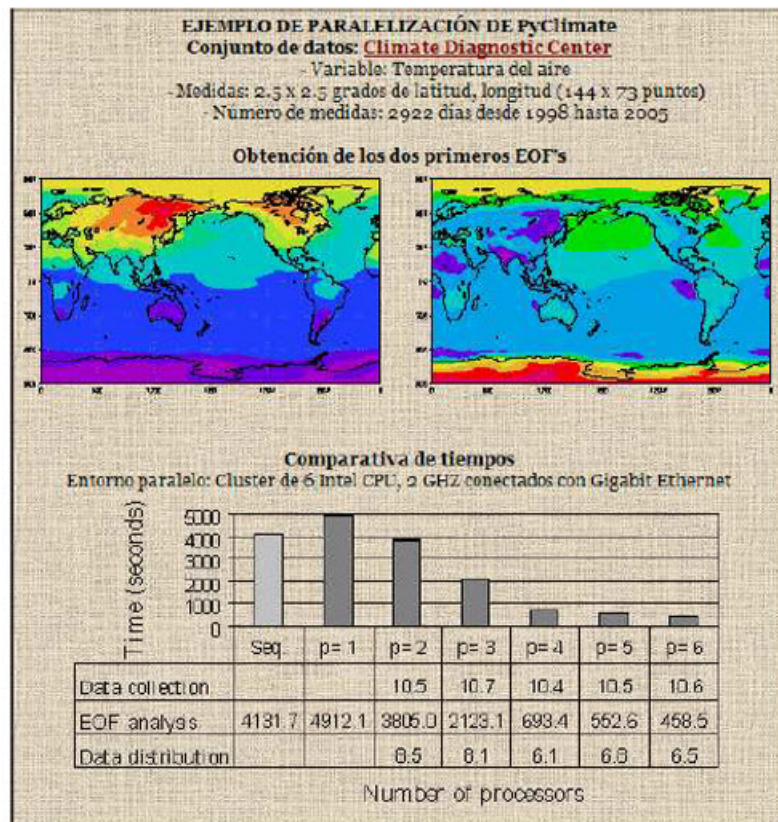 EJEMPLO DE PARALELIZACIÓN DE PyClimate
Conjunto de datos: Climate Diagnostic Center
- Variable: Temperatura del aire
- Medidas: 2.5 x 2.5 grados de latitud, longitud (144 x 73 puntos)
- Número de medidas: 2922 días desde 1998 hasta 2005
Obtención de los dos primeros EOF's
Comparativa de tiempos
Entorno paralelo: Cluster de 6 Intel CPU, 2 GHZ conectados con Gigabit Ethernet
Time (seconds)
5000
4000
3000
2000
1000
0
Seq. p= 1 p= 2 p= 3 p= 4 p= 5 p= 6
Data collection 10.5 10.7 10.4 10.5 10.6
EOF analysis 4131.7 4912.1 3805.0 2123.1 693.4 552.6 458.5
Data distribution 8.5 8.1 6.1 6.8 6.5
Number of processors